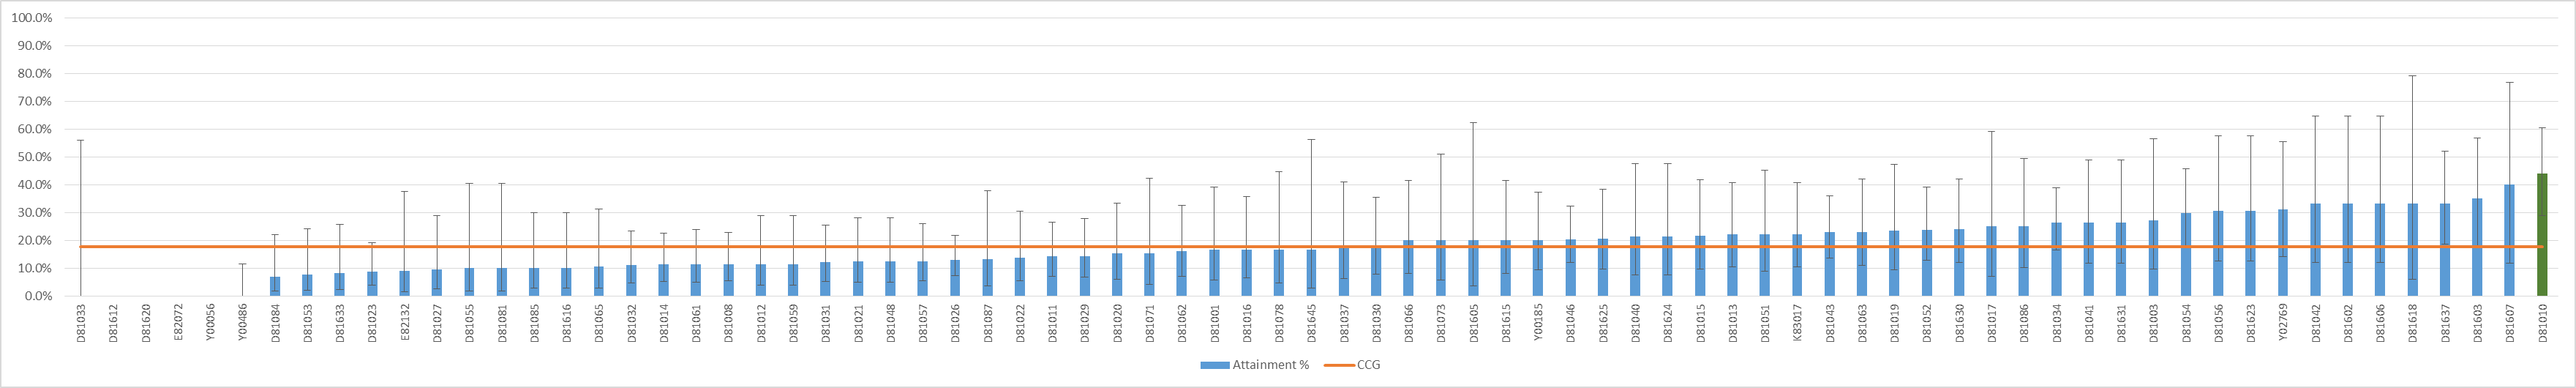 100.0%
90.0%
80.0%
70.0%
60.0%
50.0%
40.0%
30.0%
20.0%
10.0%
0.0%
D81033
D81612
D81620
E82072
Y00056
Y00486
D81084
D81053
D81633
D81023
E82132
D81027
D81055
D81081
D81085
D81616
D81065
D81032
D81014
D81061
D81008
D81012
D81059
D81031
D81021
D81048
D81057
D81026
D81087
D81022
D81011
D81029
D81020
D81071
D81062
D81001
D81016
D81078
D81645
D81037
D81030
D81066
D81073
D81605
D81615
Y00185
D81046
D81625
D81040
D81624
D81015
D81013
D81051
K83017
D81043
D81063
D81019
D81052
D81630
D81017
D81086
D81034
D81041
D81631
D81003
D81054
D81056
D81623
Y02769
D81042
D81602
D81606
D81618
D81637
D81603
D81607
D81010
Attainment %
CCG